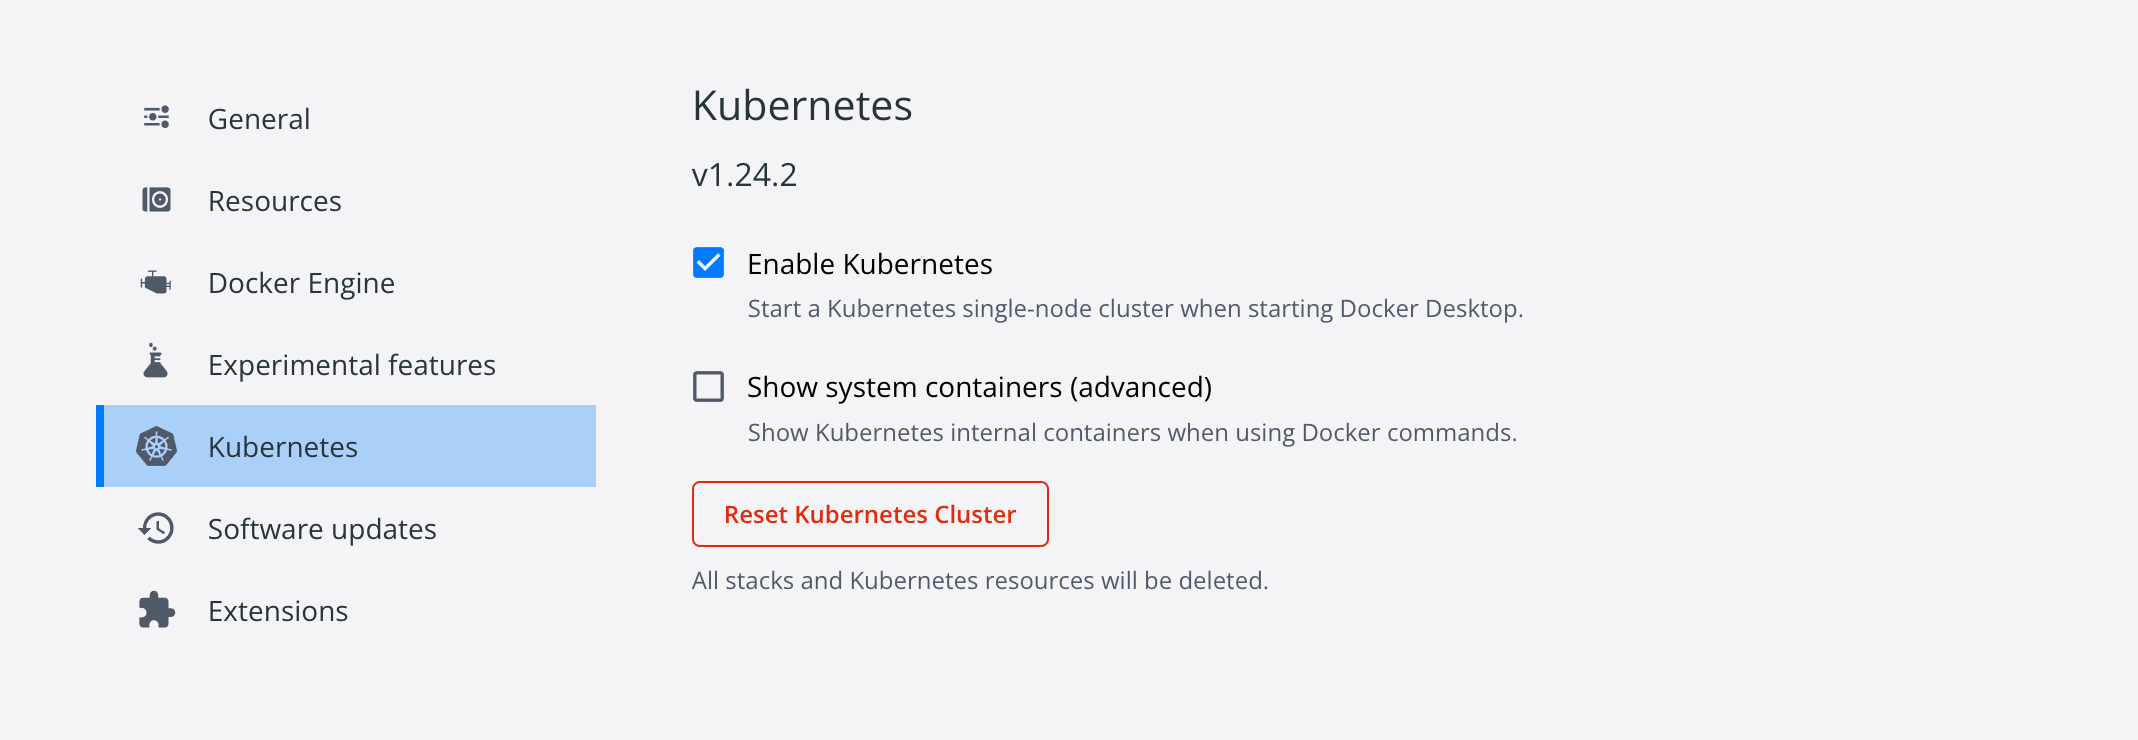 General
Resources
Docker Engine
Experimental features
Kubernetes
Software updates
Extensions
Kubernetes
v1.24.2
Enable Kubernetes
Start a Kubernetes single-node cluster when starting Docker Desktop.
Show system containers (advanced)
Show Kubernetes internal containers when using Docker commands.
Reset Kubernetes Cluster
All stacks and Kubernetes resources will be deleted.